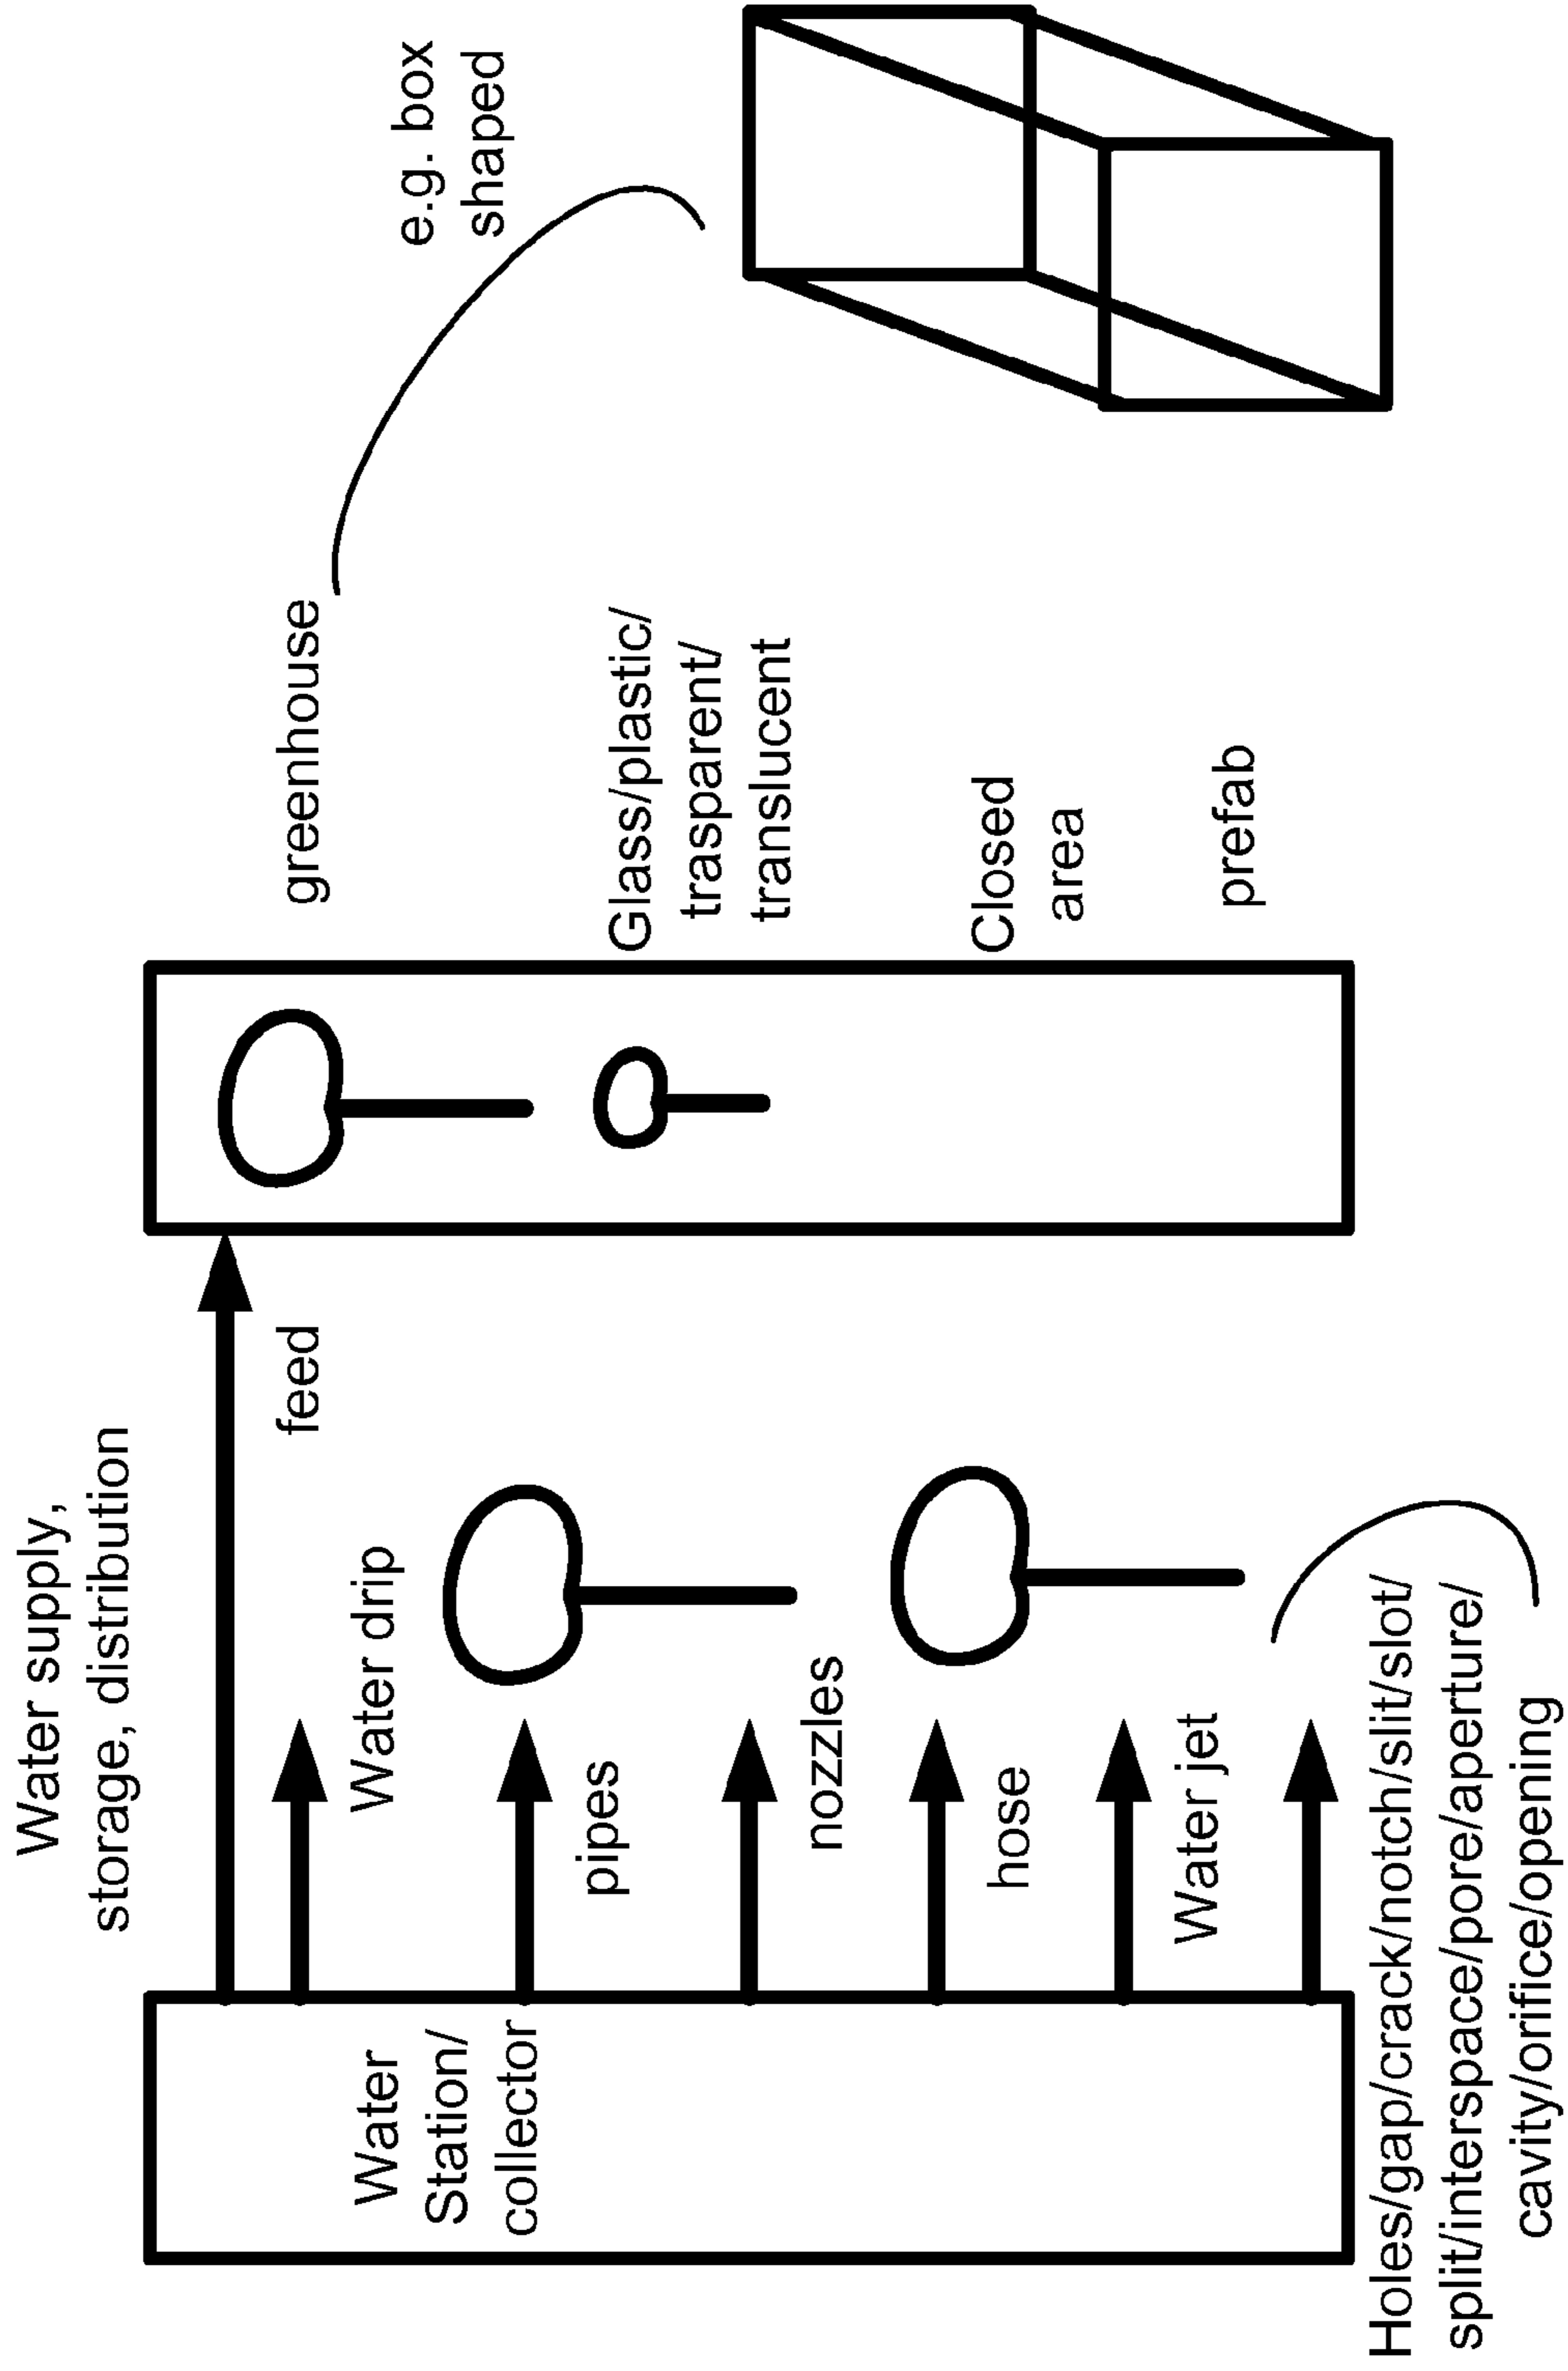 Water supply,
storage, distribution
feed
Water drip
pipes
nozzles
hose
Water jet
Water
Station/
collector
Holes/gap/crack/notch/slit/slot/
split/interspace/pore/aperture/
cavity/orifice/opening
greenhouse
Glass/plastic/
trasparent/
translucent
Closed
area
prefab
e.g. box
shaped